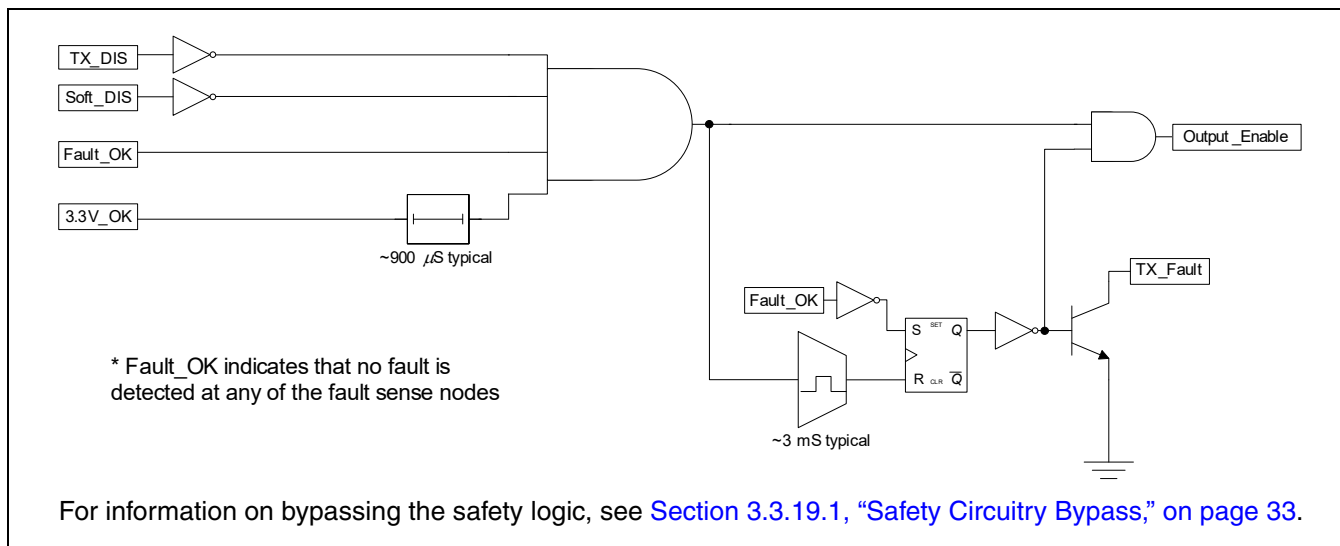 TX_DIS
Soft_DIS
Fault_OK
3.3V_OK
~900 µS typical
Output_Enable
TX_Fault
Fault_OK
S SET Q
R CLR Q̅
~3 mS typical
* Fault_OK indicates that no fault is
detected at any of the fault sense nodes
For information on bypassing the safety logic, see Section 3.3.19.1, “Safety Circuitry Bypass,” on page 33.